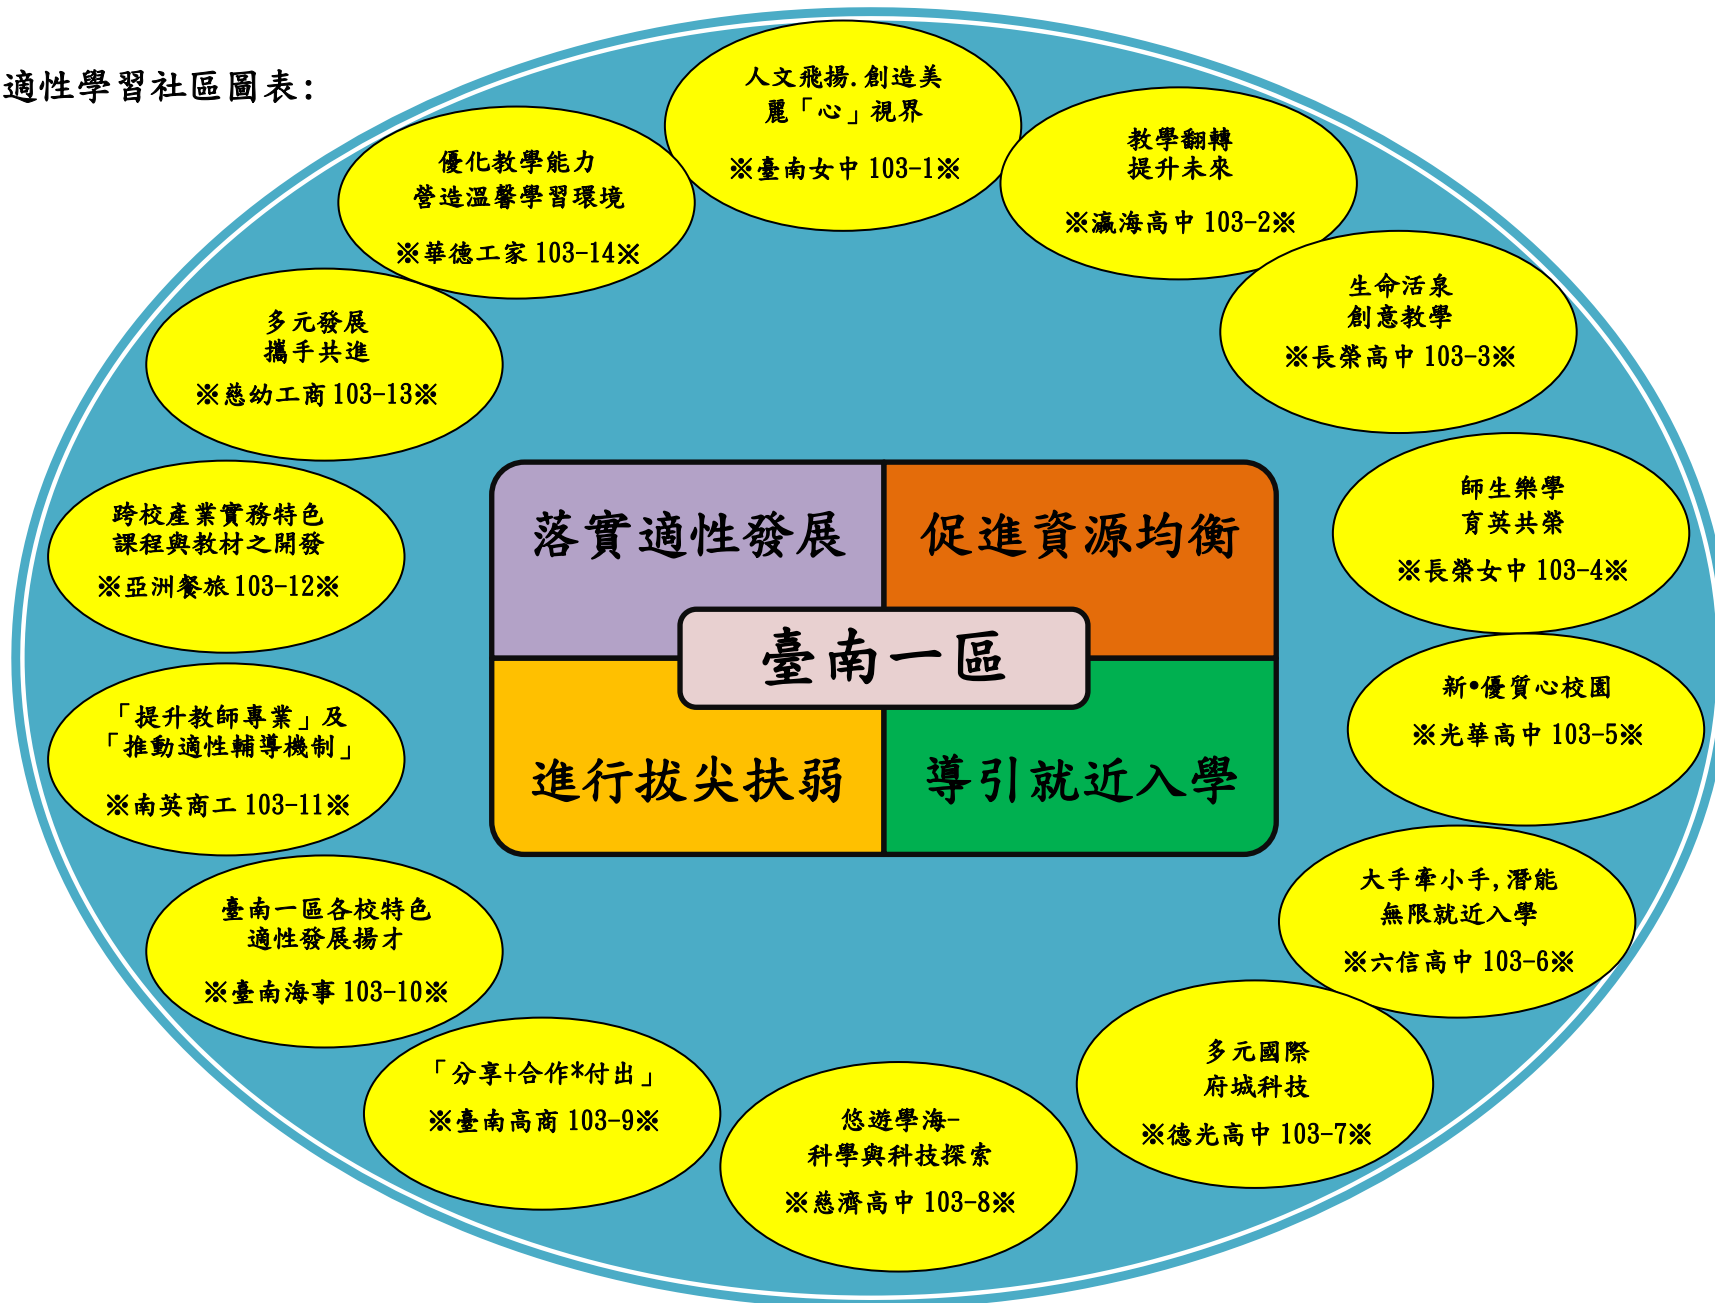 適性學習社區圖表:
人文飛揚.創造美
麗「心」視界
※臺南女中 103-1※
教學翻轉
提升未來
※瀛海高中 103-2※
生命活泉
創意教學
※長榮高中 103-3※
師生樂學
育英共榮
※長榮女中 103-4※
新•優質心校園
※光華高中 103-5※
大手牽小手,潛能
無限就近入學
※六信高中 103-6※
多元國際
府城科技
※德光高中 103-7※
悠遊學海-
科學與科技探索
※慈濟高中 103-8※
「分享+合作*付出」
※臺南高商 103-9※
臺南一區各校特色
適性發展揚才
※臺南海事 103-10※
「提升教師專業」及
「推動適性輔導機制」
※南英商工 103-11※
跨校產業實務特色
課程與教材之開發
※亞洲餐旅 103-12※
多元發展
攜手共進
※慈幼工商 103-13※
優化教學能力
營造溫馨學習環境
※華德工家 103-14※
落實適性發展
促進資源均衡
臺南一區
進行拔尖扶弱
導引就近入學